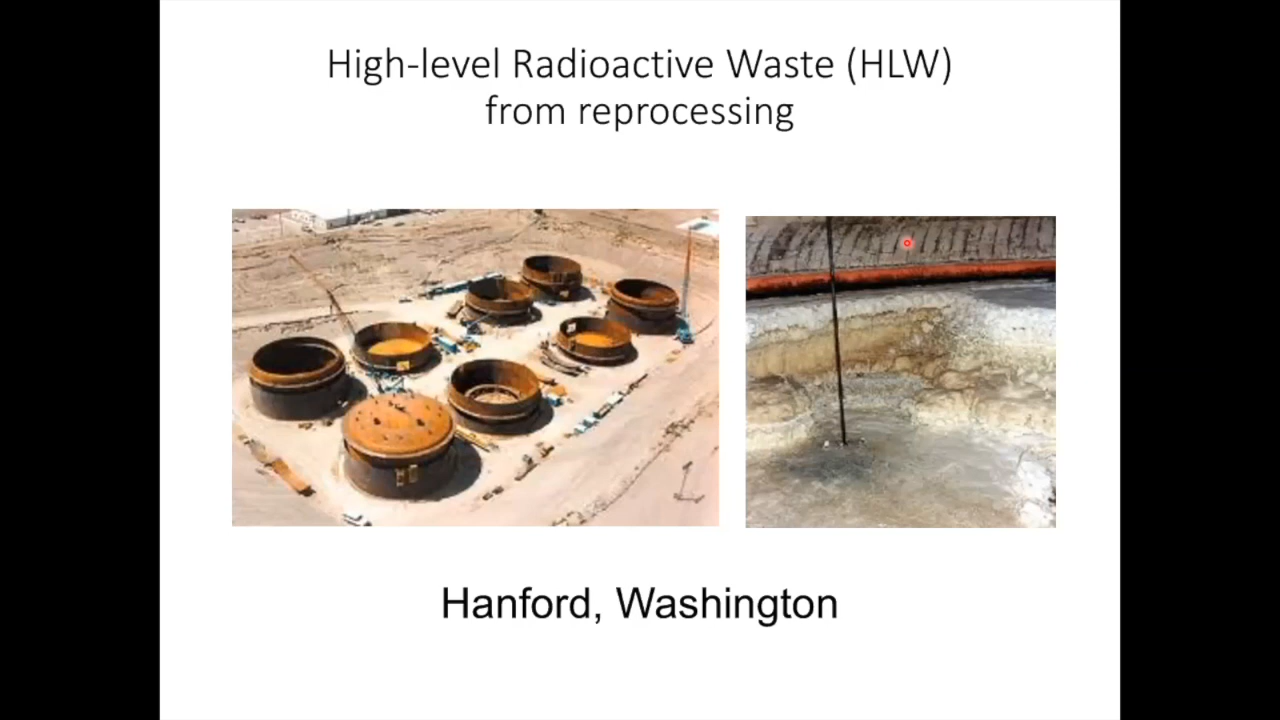 High-level Radioactive Waste (HLW)
from reprocessing
Hanford, Washington